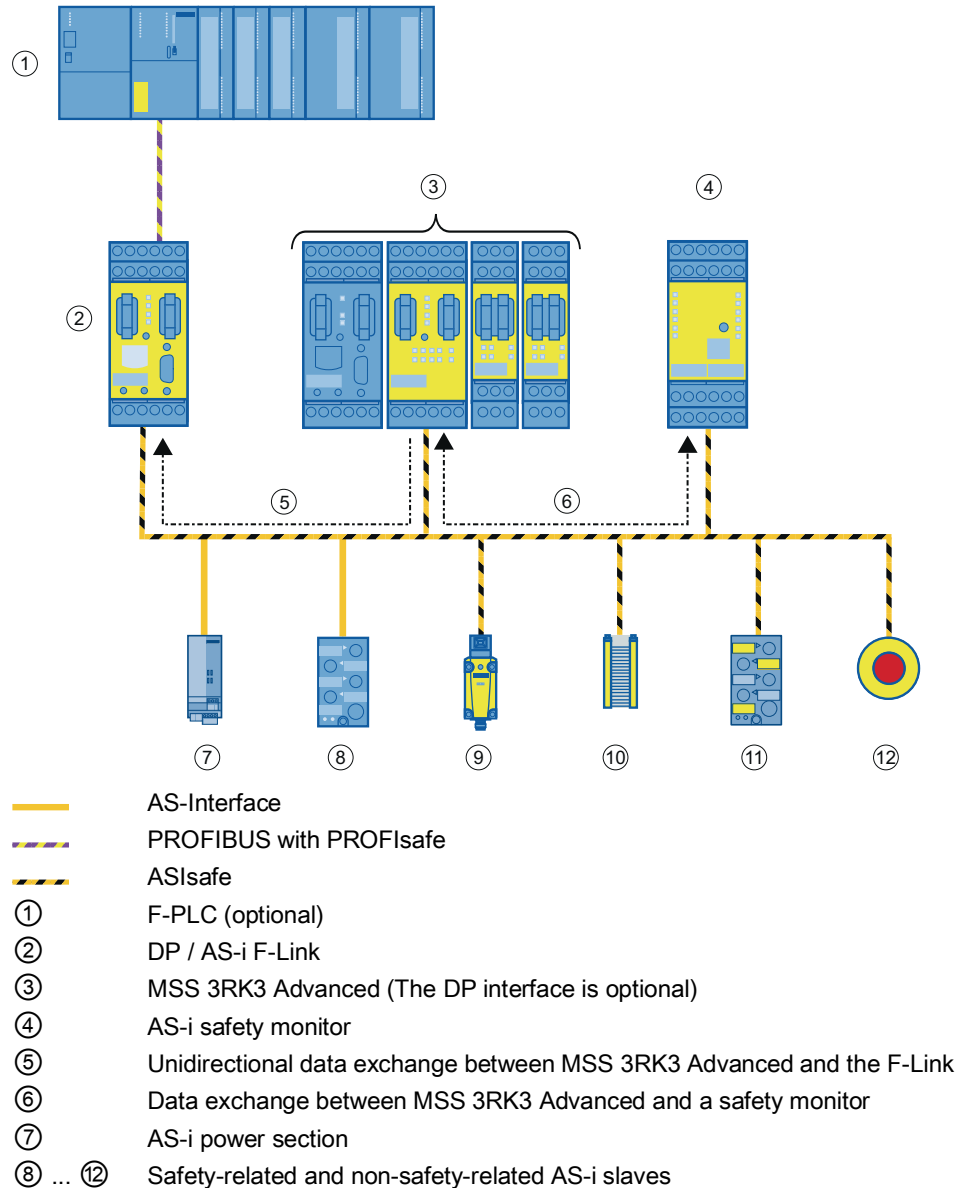 ①
③
④
②
⑤
⑥
⑦
⑧
⑨
⑩
⑪
⑫
AS-Interface
PROFIBUS with PROFIsafe
ASIsafe
① F-PLC (optional)
② DP / AS-i F-Link
③ MSS 3RK3 Advanced (The DP interface is optional)
④ AS-i safety monitor
⑤ Unidirectional data exchange between MSS 3RK3 Advanced and the F-Link
⑥ Data exchange between MSS 3RK3 Advanced and a safety monitor
⑦ AS-i power section
⑧ ... ⑫ Safety-related and non-safety-related AS-i slaves